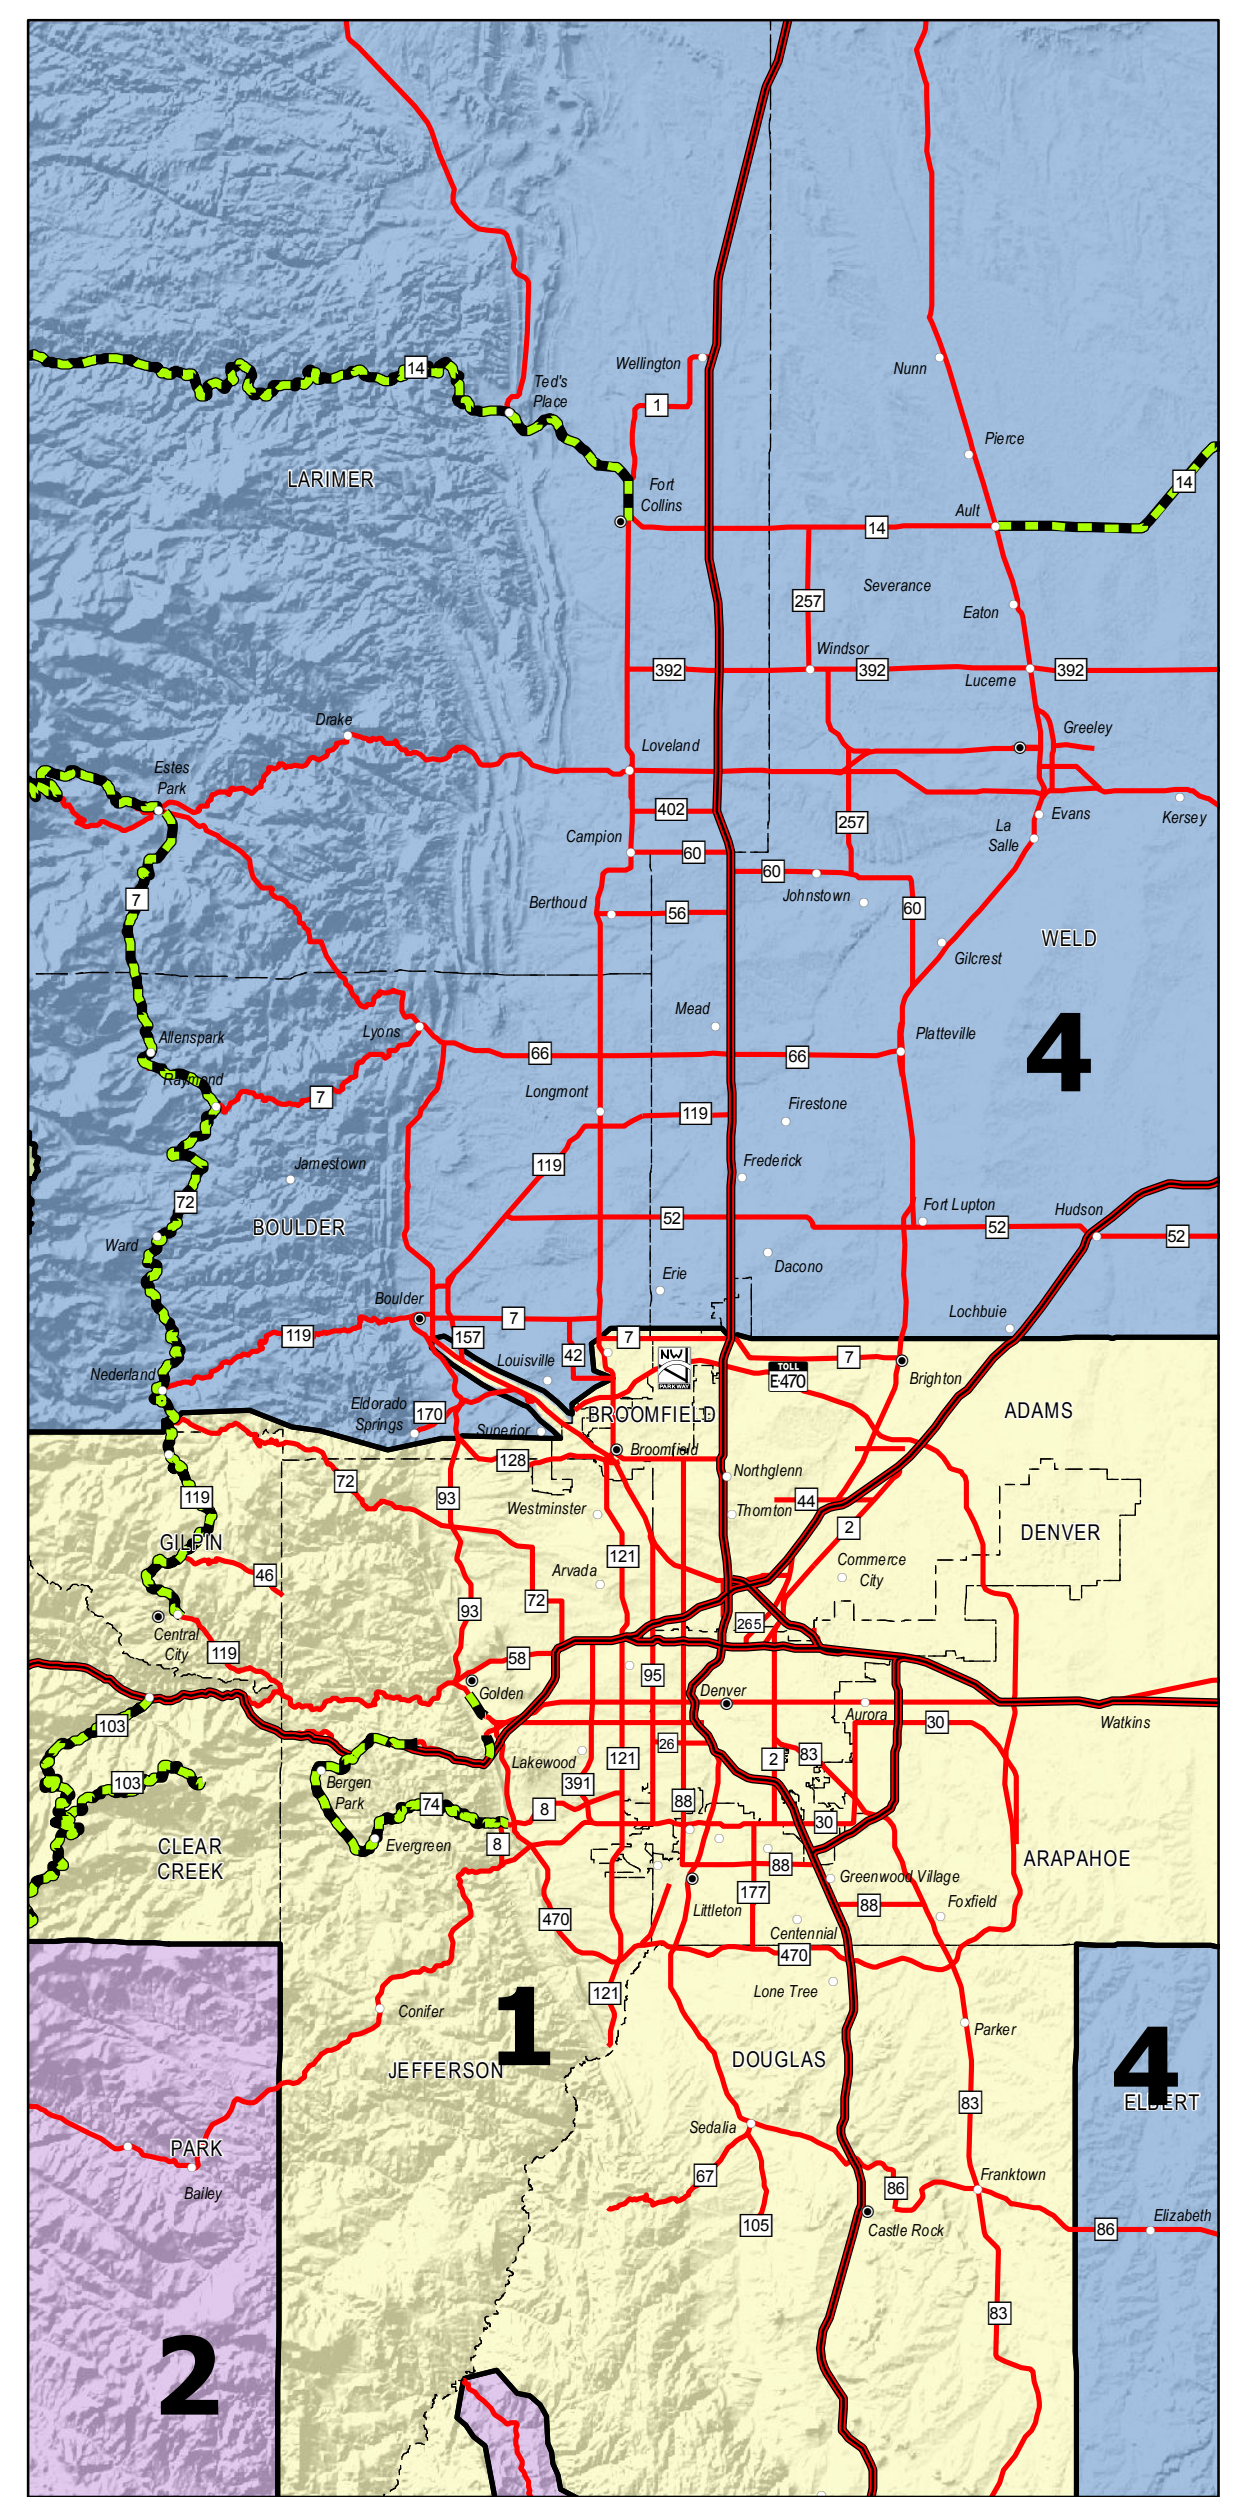 14
Wellington
Nunn
Ted's
Place
1
Pierce
LARIMER
14
Fort
Collins
Ault
14
Severance
257
Eaton
Windsor
392
392
392
Lucerne
Drake
Greeley
Loveland
Estes
Park
402
Evans
Kersey
257
La
Salle
Campion
60
60
Johnstown
7
Berthoud
56
60
WELD
Gilcrest
Mead
Allenspark
Lyons
Platteville
66
66
4
Raymond
7
Longmont
Firestone
119
Jamestown
119
Frederick
72
BOULDER
52
Fort Lupton
52
Hudson
52
Ward
Dacono
Erie
Boulder
7
Lochbuie
119
157
7
42
Louisville
NW
PARKWAY
7
TOLL
E-470
Nederland
Brighton
Eldorado
Springs
170
BROOMFIELD
ADAMS
Superior
Broomfield
128
Northglenn
72
93
119
Westminster
Thornton
44
2
DENVER
GILPIN
121
Commerce
City
46
Arvada
72
93
265
Central
City
119
58
95
Golden
Denver
Aurora
Watkins
103
30
26
121
2
83
Lakewood
103
Bergen
Park
391
88
74
8
30
Evergreen
8
CLEAR
CREEK
88
ARAPAHOE
Greenwood Village
177
88
Foxfield
Littleton
470
Centennial
470
Lone Tree
121
Conifer
1
Parker
JEFFERSON
DOUGLAS
4
ELBERT
83
Sedalia
PARK
67
Franktown
86
Bailey
105
Castle Rock
86
Elizabeth
83
2